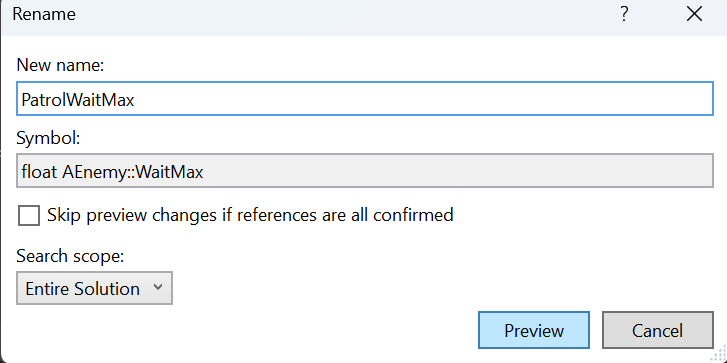 Rename
?
New name:
PatrolWaitMax
Symbol:
float AEnemy::WaitMax
Skip preview changes if references are all confirmed
Search scope:
Entire Solution
Preview Cancel